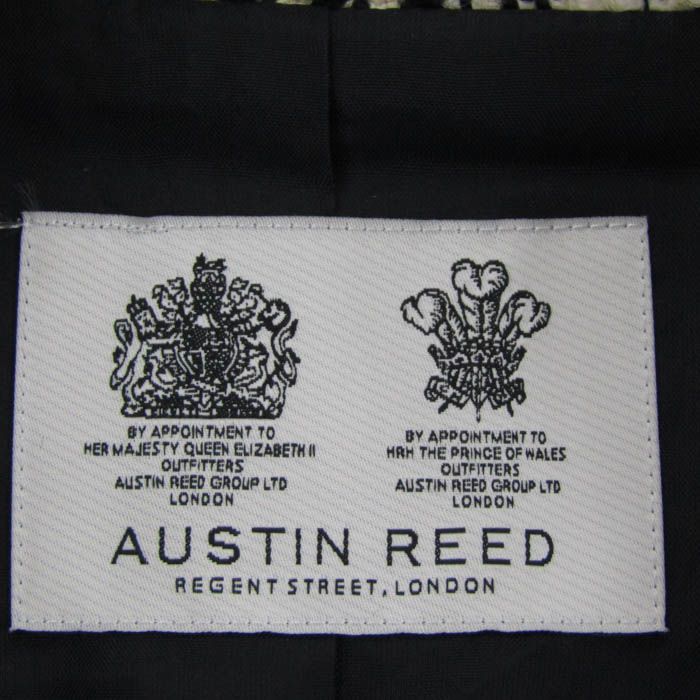 BY APPOINTMENT TO
HER MAJESTY QUEEN ELIZABETH II
OUTFITTERS
AUSTIN REED GROUP LTD
LONDON
BY APPOINTMENT TO
HRH THE PRINCE OF WALES
OUTFITTERS
AUSTIN REED GROUP LTD
LONDON
AUSTIN REED
REGENT STREET, LONDON